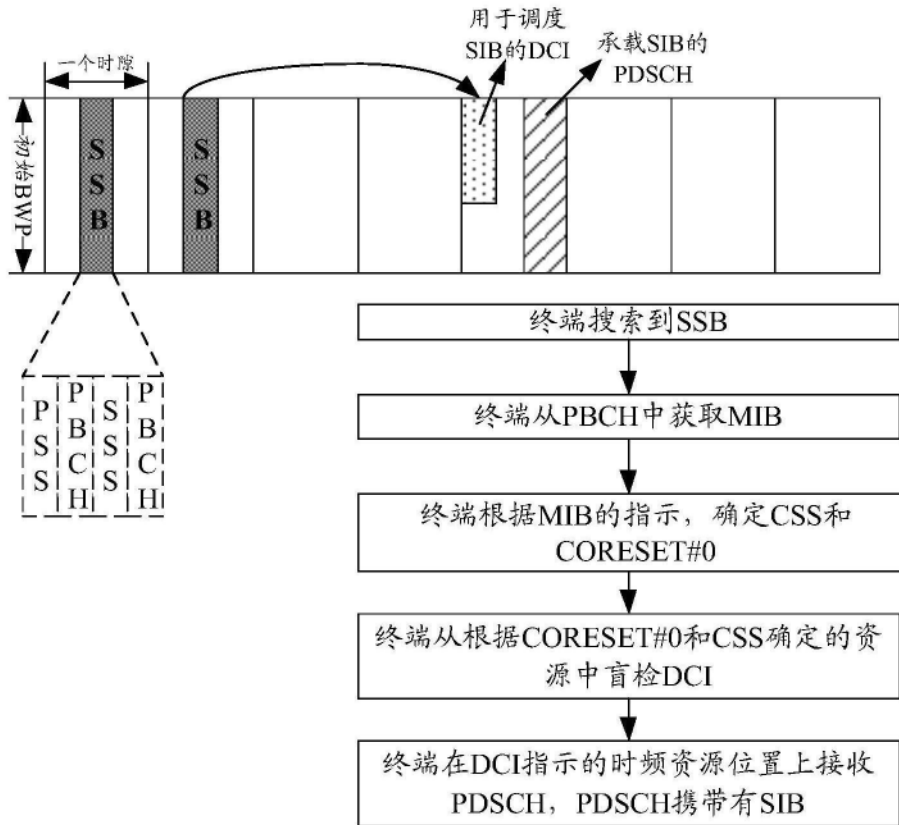 用于调度
SIB的DCI
承载SIB的
PDSCH
一个时隙
初始BWP
SSB
SSB
PSS
PBCH
SSS
PBCH
终端搜索到SSB
终端从PBCH中获取MIB
终端根据MIB的指示，确定CSS和
CORESET#0
终端从根据CORESET#0和CSS确定的资
源中盲检DCI
终端在DCI指示的时频资源位置上接收
PDSCH，PDSCH携带有SIB